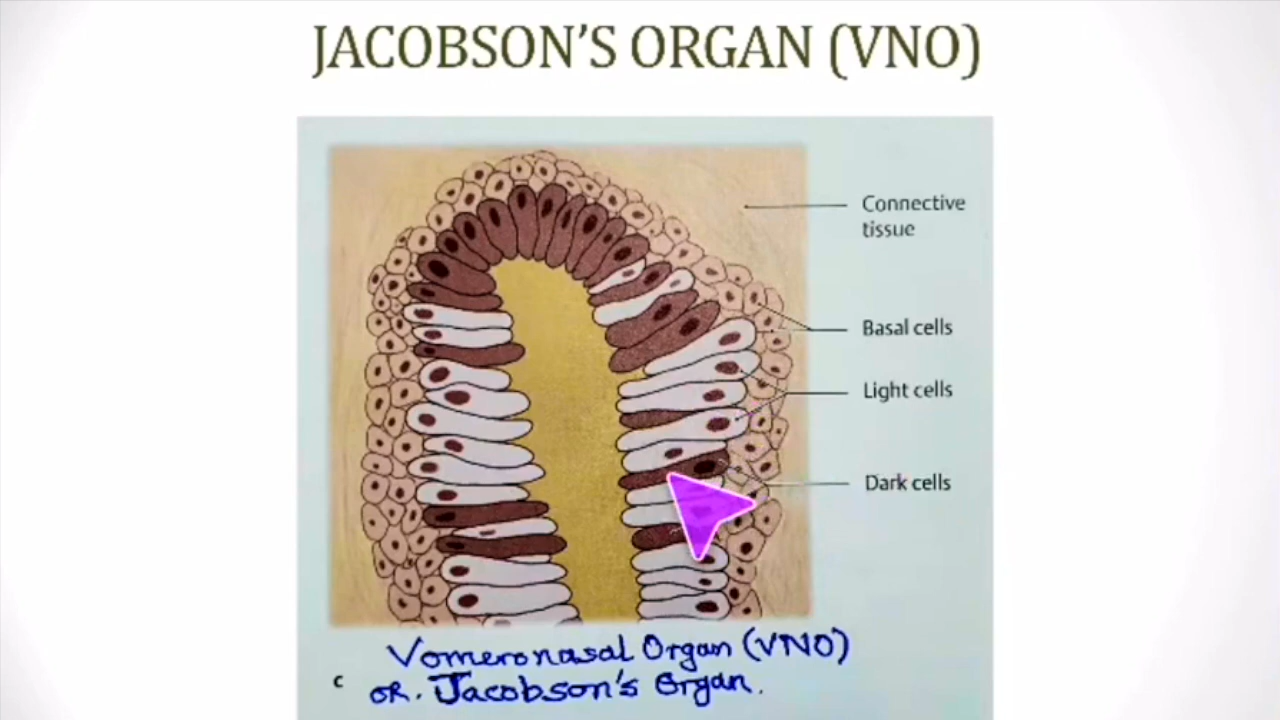 JACOBSON'S ORGAN (VNO)
Connective
tissue
Basal cells
Light cells
Dark cells
Vomeronasal Organ (VNO)
c
or. Jacobson's Organ.